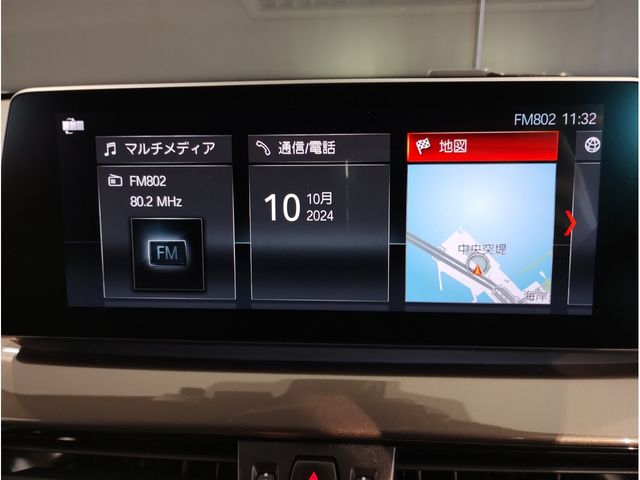 FM802 11:32
マルチメディア
通信/電話
地図
FM802
80.2 MHz
FM
10 10月
2024
中央突堤
海岸